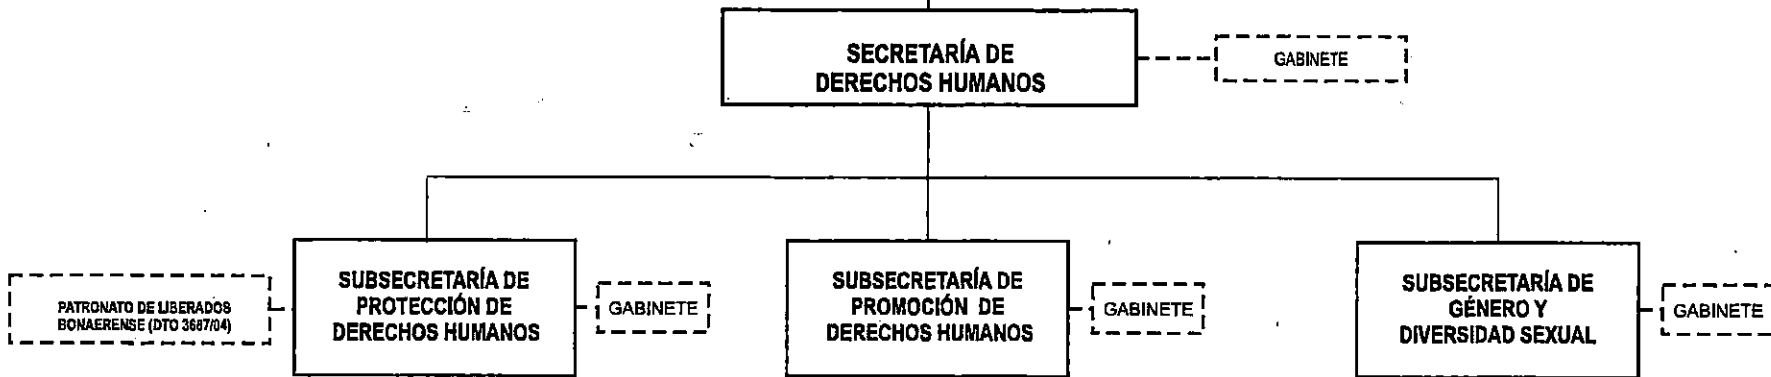 SECRETARÍA DE
DERECHOS HUMANOS
GABINETE
PATRONATO DE LIBERADOS
BONAERENSE (DTO 3687/04)
SUBSECRETARÍA DE
PROTECCIÓN DE
DERECHOS HUMANOS
GABINETE
SUBSECRETARÍA DE
PROMOCIÓN DE
DERECHOS HUMANOS
GABINETE
SUBSECRETARÍA DE
GÉNERO Y
DIVERSIDAD SEXUAL
GABINETE